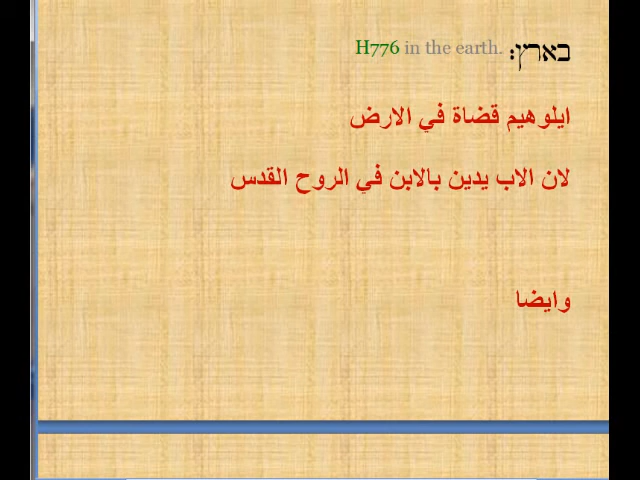 בארץ: H776 in the earth.
ايلوهيم قضاة في الارض
لان الاب يدين بالابن في الروح القدس
وايضا